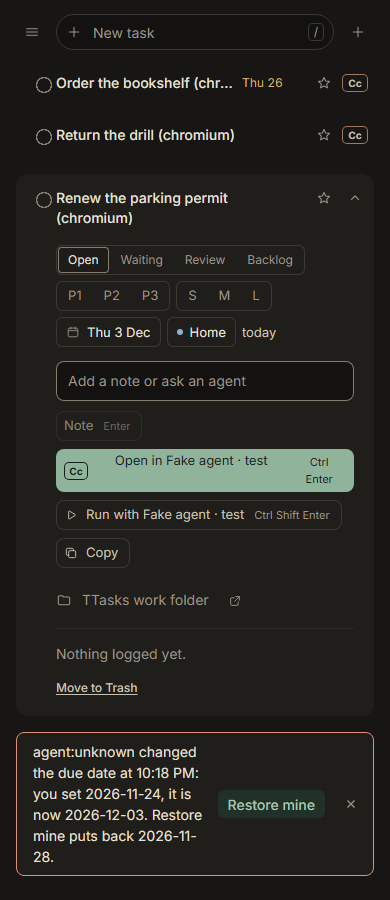 New task /
Order the bookshelf (chr... Thu 26 Cc
Return the drill (chromium) Cc
Renew the parking permit
(chromium)
Open Waiting Review Backlog
P1 P2 P3 S M L
Thu 3 Dec Home today
Add a note or ask an agent
Note Enter
Cc Open in Fake agent · test Ctrl
Enter
Run with Fake agent · test Ctrl Shift Enter
Copy
TTasks work folder
Nothing logged yet.
Move to Trash
agent:unknown changed
the due date at 10:18 PM:
you set 2026-11-24, it is
now 2026-12-03. Restore
mine puts back 2026-11-
28.
Restore mine